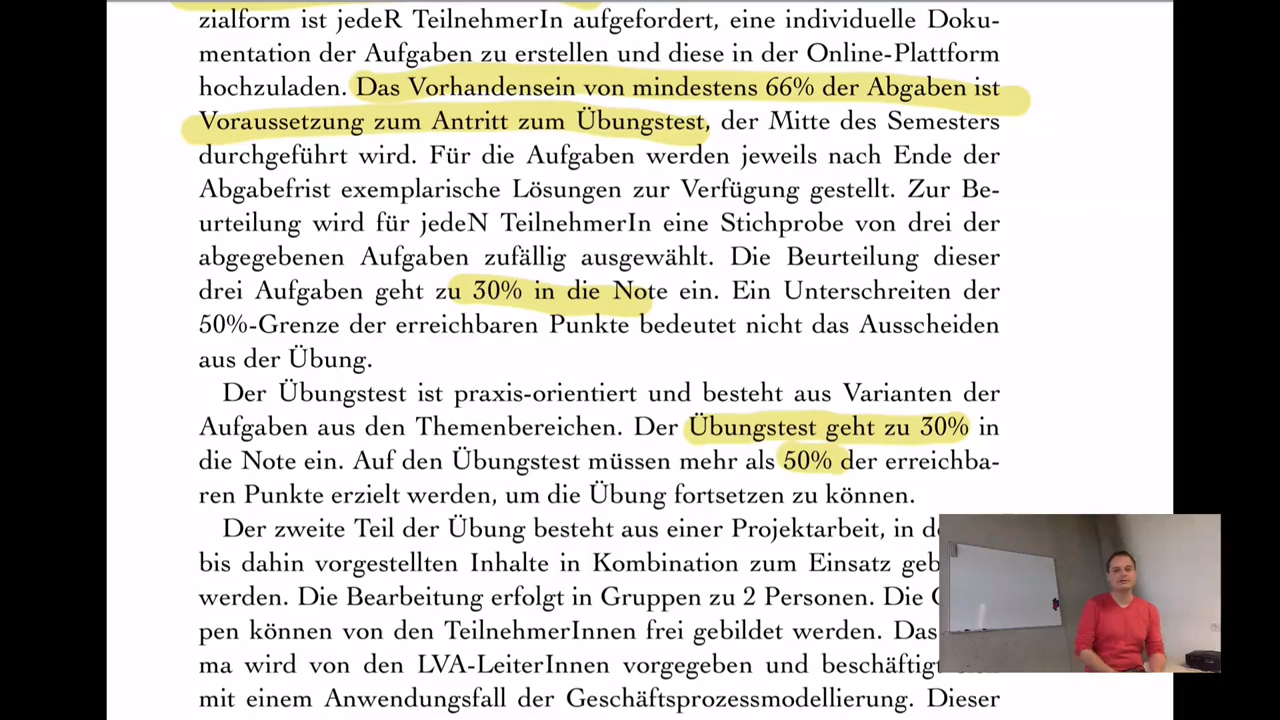 zialform ist jedeR TeilnehmerIn aufgefordert, eine individuelle Doku-
mentation der Aufgaben zu erstellen und diese in der Online-Plattform
hochzuladen. Das Vorhandensein von mindestens 66% der Abgaben ist
Voraussetzung zum Antritt zum Übungstest, der Mitte des Semesters
durchgeführt wird. Für die Aufgaben werden jeweils nach Ende der
Abgabefrist exemplarische Lösungen zur Verfügung gestellt. Zur Be-
urteilung wird für jedeN TeilnehmerIn eine Stichprobe von drei der
abgegebenen Aufgaben zufällig ausgewählt. Die Beurteilung dieser
drei Aufgaben geht zu 30% in die Note ein. Ein Unterschreiten der
50%-Grenze der erreichbaren Punkte bedeutet nicht das Ausscheiden
aus der Übung.
Der Übungstest ist praxis-orientiert und besteht aus Varianten der
Aufgaben aus den Themenbereichen. Der Übungstest geht zu 30% in
die Note ein. Auf den Übungstest müssen mehr als 50% der erreichba-
ren Punkte erzielt werden, um die Übung fortsetzen zu können.
Der zweite Teil der Übung besteht aus einer Projektarbeit, in
bis dahin vorgestellten Inhalte in Kombination zum Einsatz
werden. Die Bearbeitung erfolgt in Gruppen zu 2 Personen. Die
pen können von den TeilnehmerInnen frei gebildet werden. Das
ma wird von den LVA-LeiterInnen vorgegeben und
mit einem Anwendungsfall der Geschäftsprozessmodellierung. Dieser